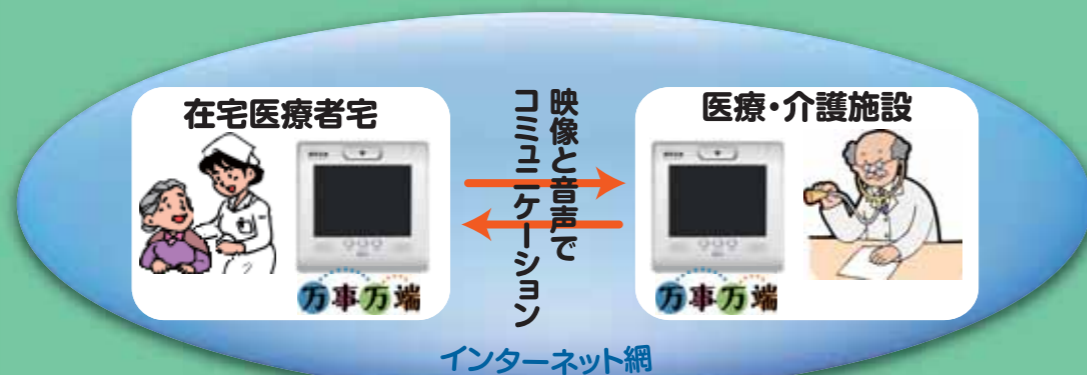 在宅医療者宅
万事万端
映像と音声で
コミュニケーション
医療・介護施設
万事万端
インターネット網